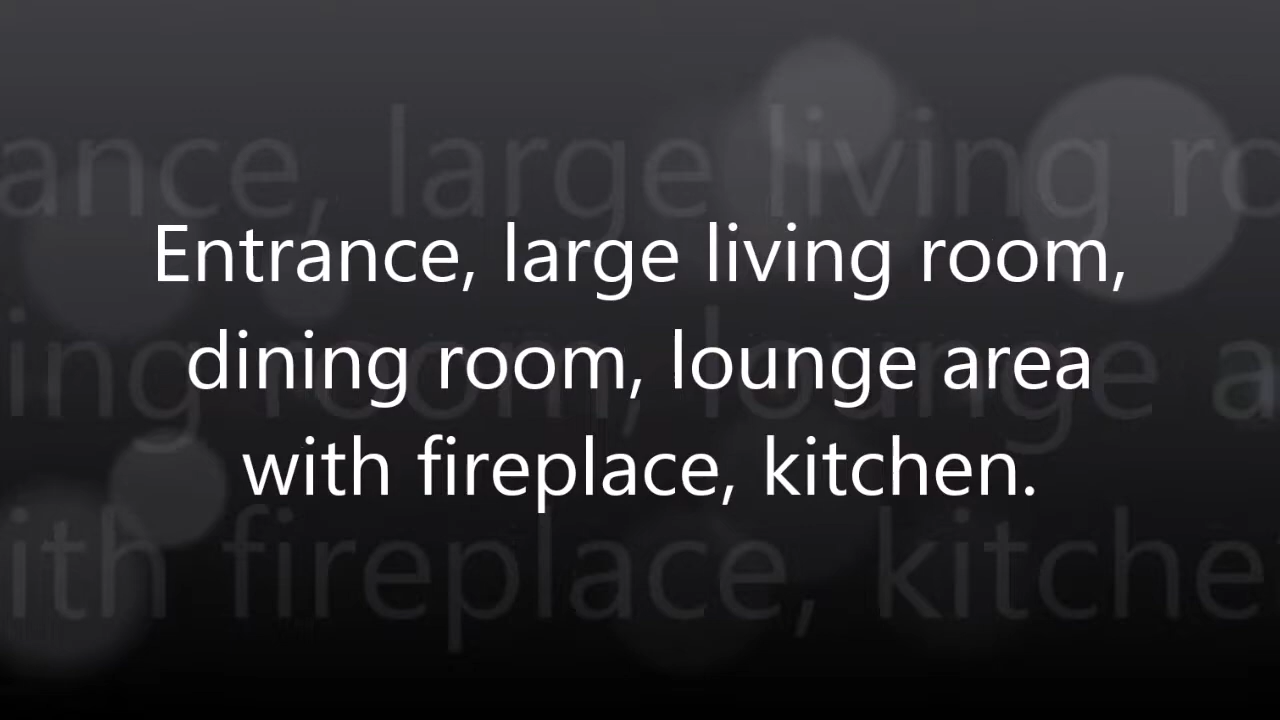 Entrance, large living room,
dining room, lounge area
with fireplace, kitchen.